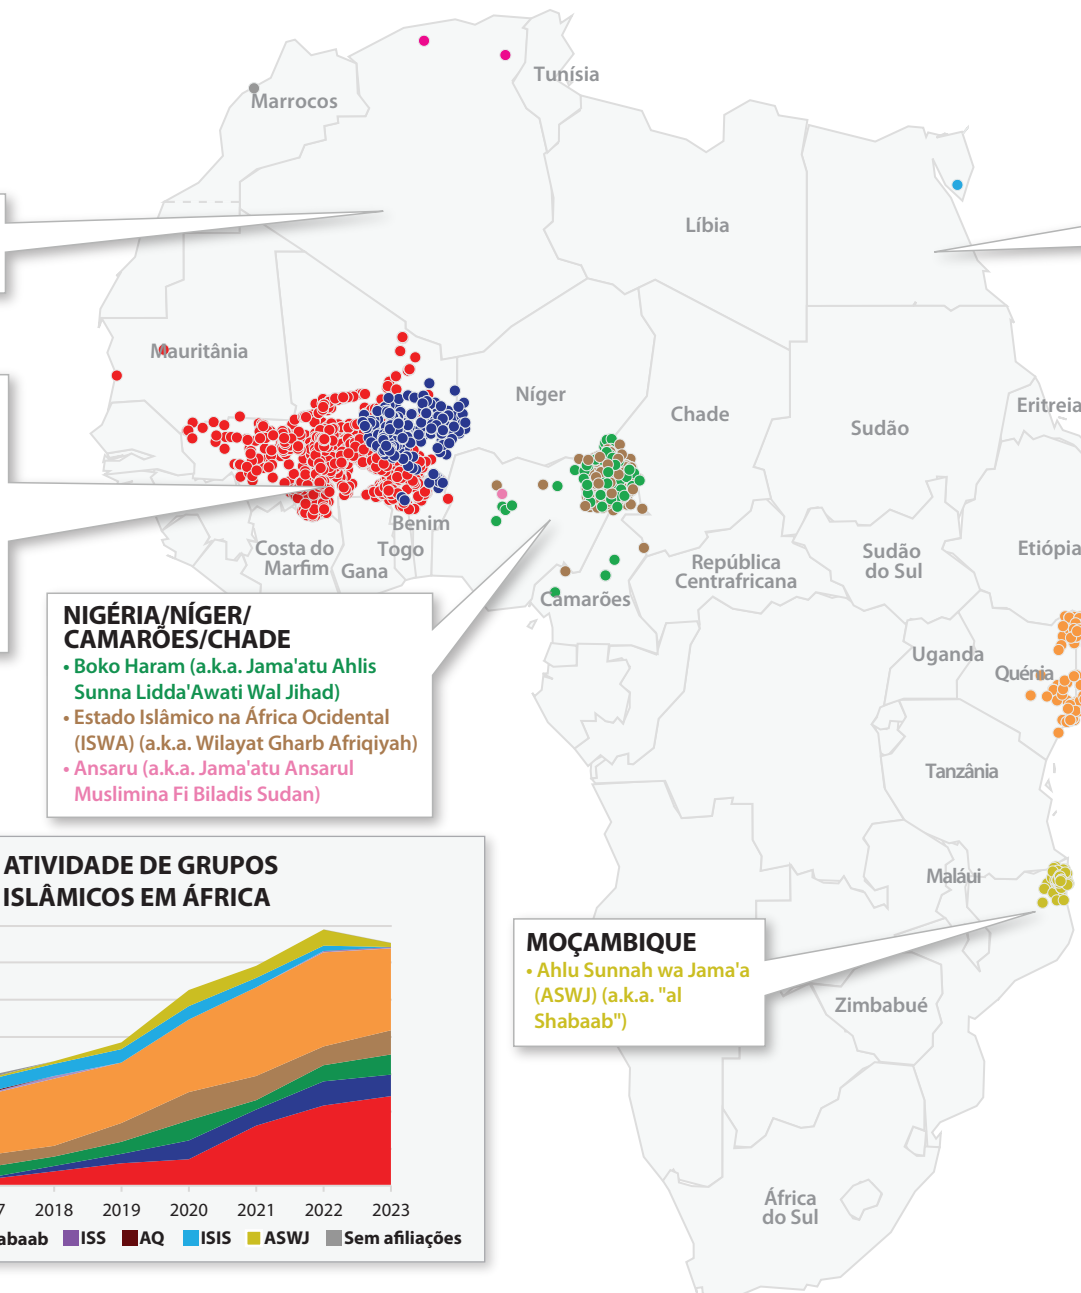 Tunísia
Marrocos
Líbia
Mauritânia
Níger
Chade
Sudão
Eritreia
Benim
Costa do
Marfim
Togo
Gana
República
Centrafricana
Sudão
do Sul
Etiópia
Camarões
Uganda
Quénia
Tanzânia
Maláui
Zimbabué
África
do Sul
NIGÉRIA/NÍGER/
CAMARÕES/CHADE
• Boko Haram (a.k.a. Jama'atu Ahlis
Sunna Lidda'Awati Wal Jihad)
• Estado Islâmico na África Ocidental
(ISWA) (a.k.a. Wilayat Gharb Afriqiyah)
• Ansaru (a.k.a. Jama'atu Ansarul
Muslimina Fi Biladis Sudan)
MOÇAMBIQUE
• Ahlu Sunnah wa Jama'a
(ASWJ) (a.k.a. "al
Shabaab")
ATIVIDADE DE GRUPOS
ISLÂMICOS EM ÁFRICA
7 2018 2019 2020 2021 2022 2023
abaab ISS AQ ISIS ASWJ Sem afiliações